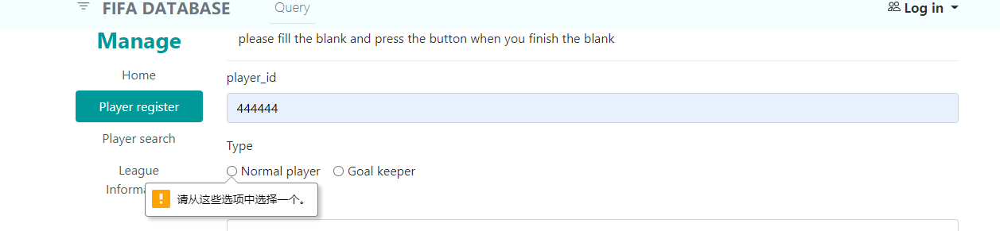 FIFA DATABASE
Query
Log in
Manage
please fill the blank and press the button when you finish the blank
Home
player_id
Player register
444444
Player search
Type
League
Normal player
Goal keeper
Informa
请从这些选项中选择一个。